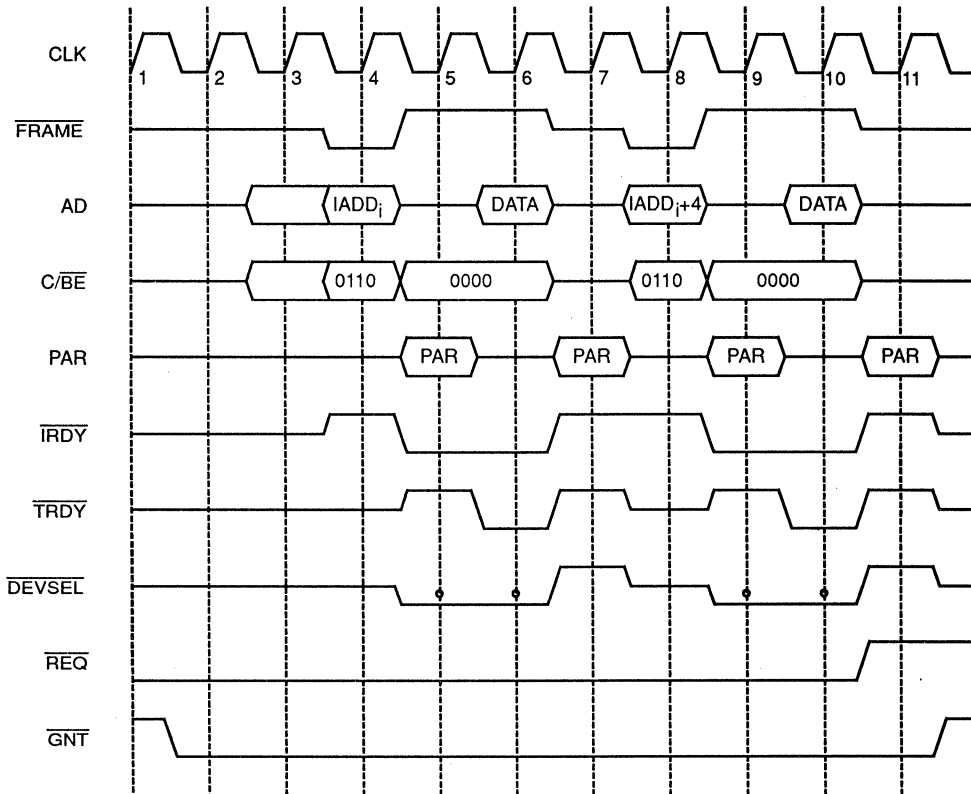 CLK
1 2 3 4 5 6 7 8 9 10 11
FRAME
AD IADDi DATA IADDi+4 DATA
C/BE 0110 0000 0110 0000
PAR PAR PAR PAR PAR
IRDY
TRDY
DEVSEL
REQ
GNT